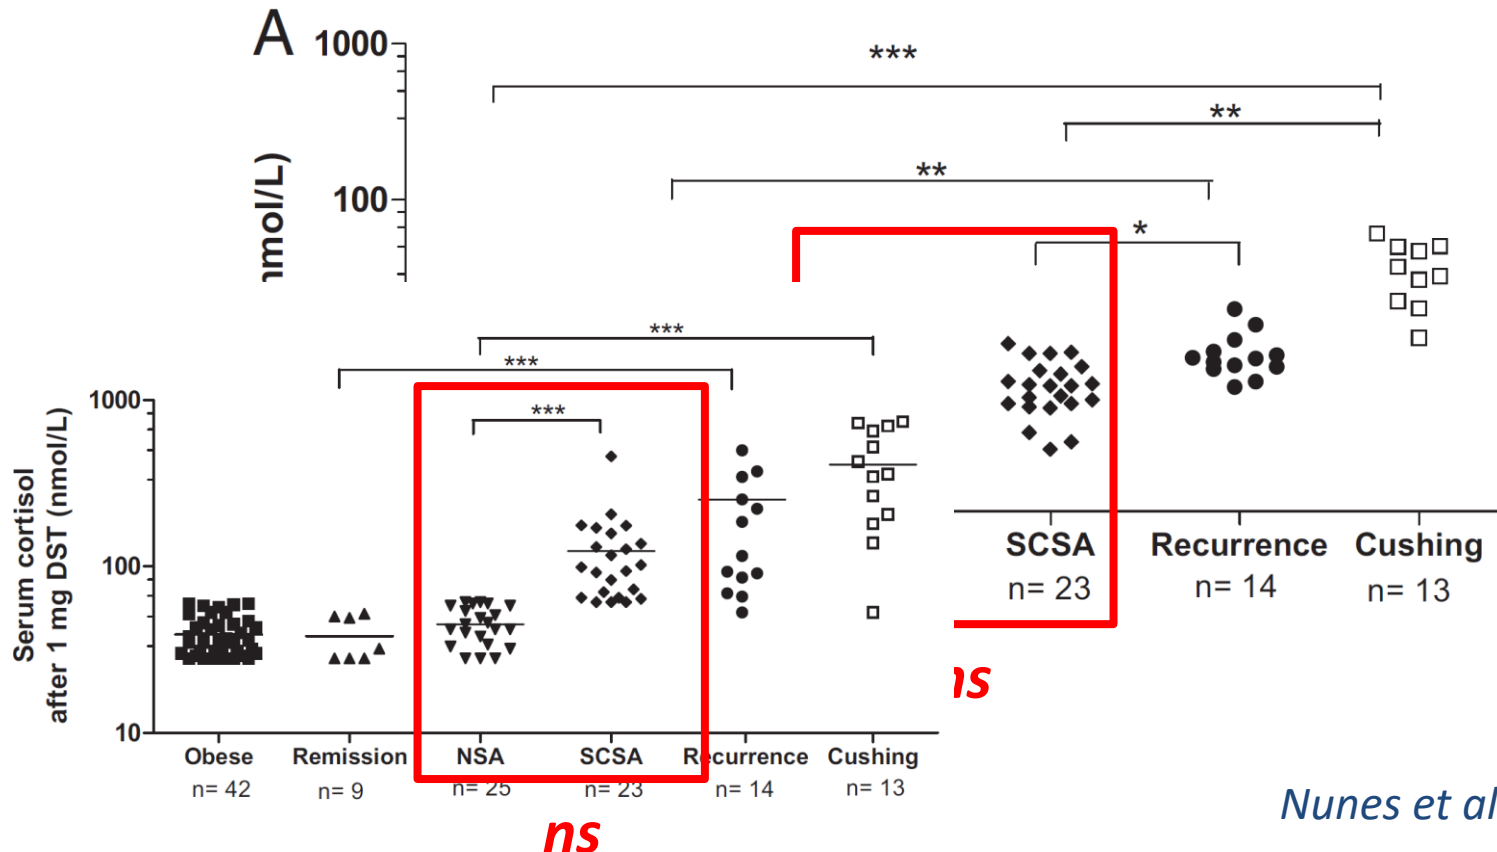 A
1000
***
**
**
100
*
nmol/L)
***
***
***
1000
100
10
Serum cortisol
after 1 mg DST (nmol/L)
SCSA Recurrence Cushing
n= 23 n= 14 n= 13
Obese Remission NSA SCSA Recurrence Cushing
n= 42 n= 9 n= 25 n= 23 n= 14 n= 13
ns
ns
Nunes et al